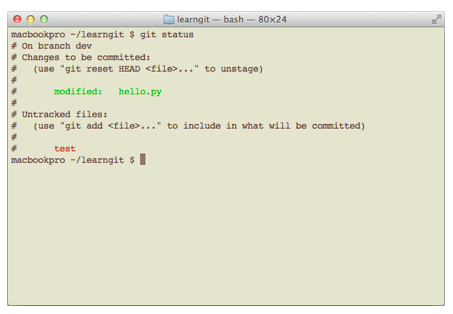 learngit — bash — 80×24
macbookpro ~/learngit $ git status
# On branch dev
# Changes to be committed:
#   (use "git reset HEAD <file>..." to unstage)
#
#       modified:   hello.py
#
# Untracked files:
#   (use "git add <file>..." to include in what will be committed)
#
#       test
macbookpro ~/learngit $